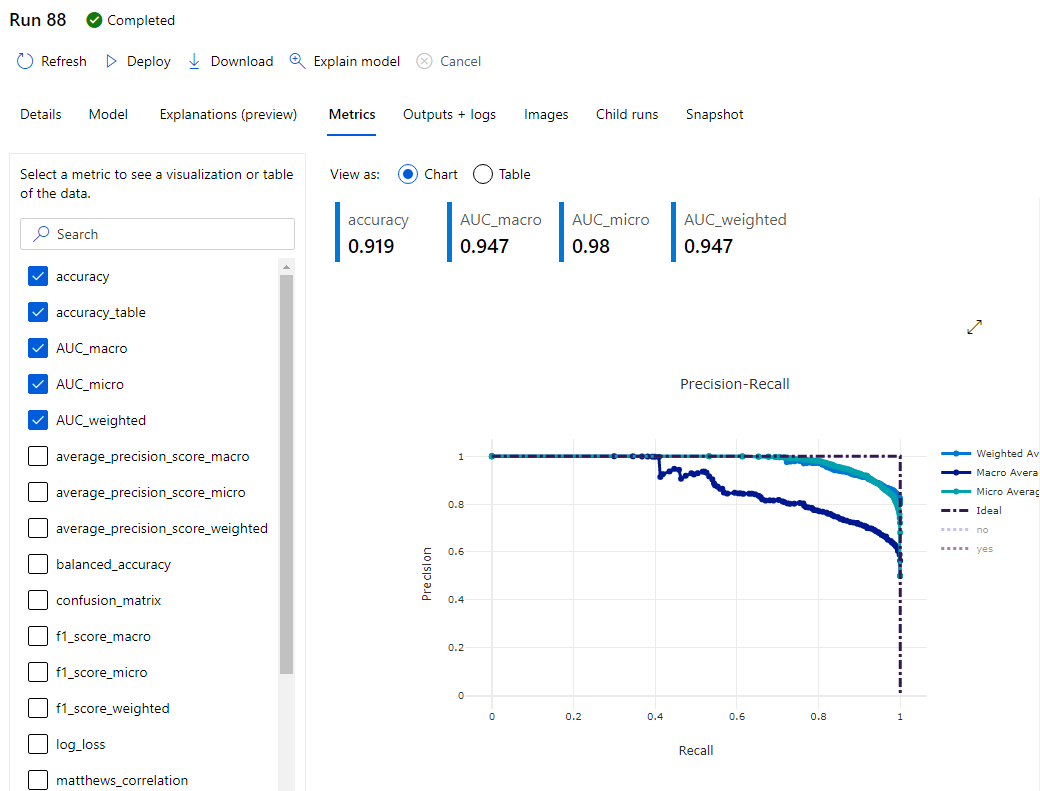 Run 88 Completed
Refresh Deploy Download Explain model Cancel
Details Model Explanations (preview) Metrics Outputs + logs Images Child runs Snapshot
Select a metric to see a visualization or table
of the data.
Search
accuracy
accuracy_table
AUC_macro
AUC_micro
AUC_weighted
average_precision_score_macro
average_precision_score_micro
average_precision_score_weighted
balanced_accuracy
confusion_matrix
f1_score_macro
f1_score_micro
f1_score_weighted
log_loss
matthews_correlation
View as: Chart Table
accuracy AUC_macro AUC_micro AUC_weighted
0.919 0.947 0.98 0.947
Precision-Recall
Precision
1
0.8
0.6
0.4
0.2
0
0 0.2 0.4 0.6 0.8 1
Recall
Weighted Av
Macro Avera
Micro Averag
Ideal
no
yes